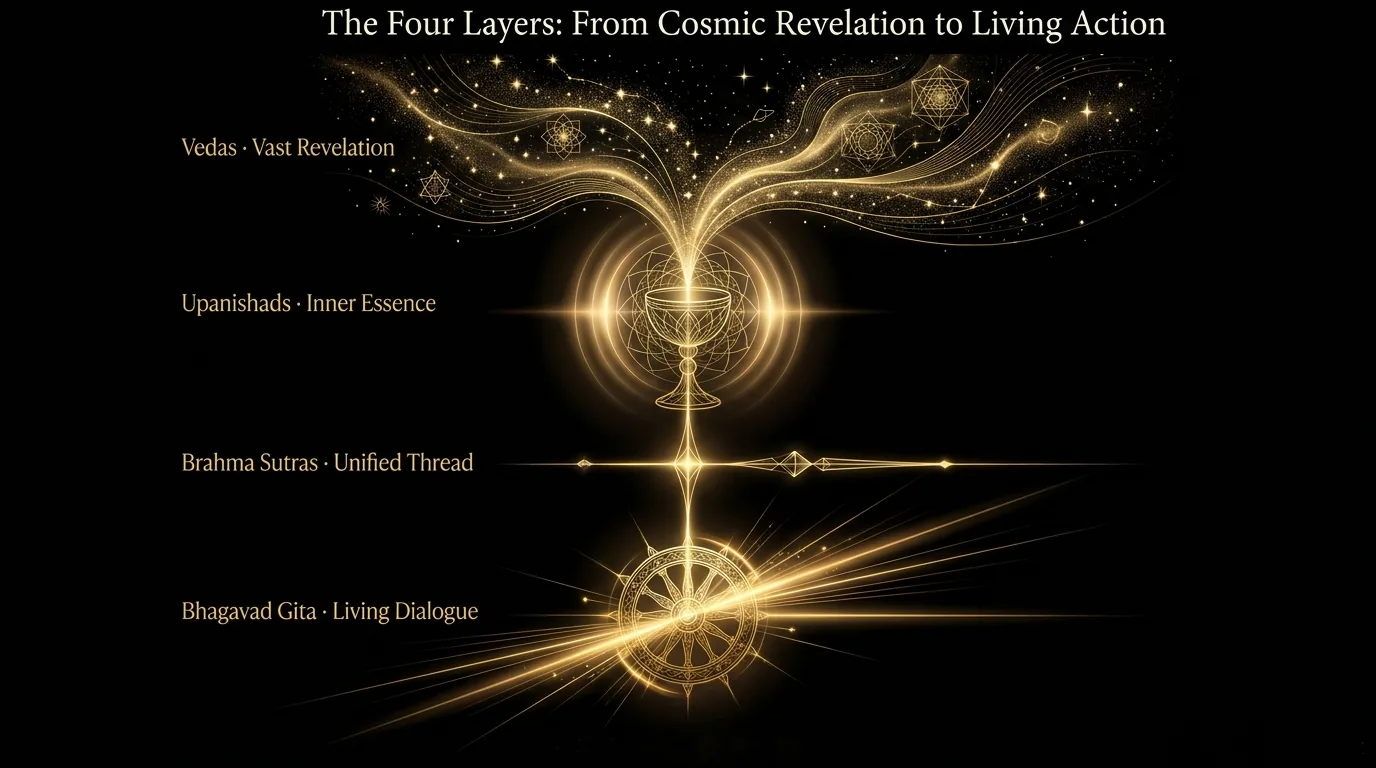 The Four Layers: From Cosmic Revelation to Living Action
Vedas · Vast Revelation
Upanishads · Inner Essence
Brahma Sutras · Unified Thread
Bhagavad Gita · Living Dialogue